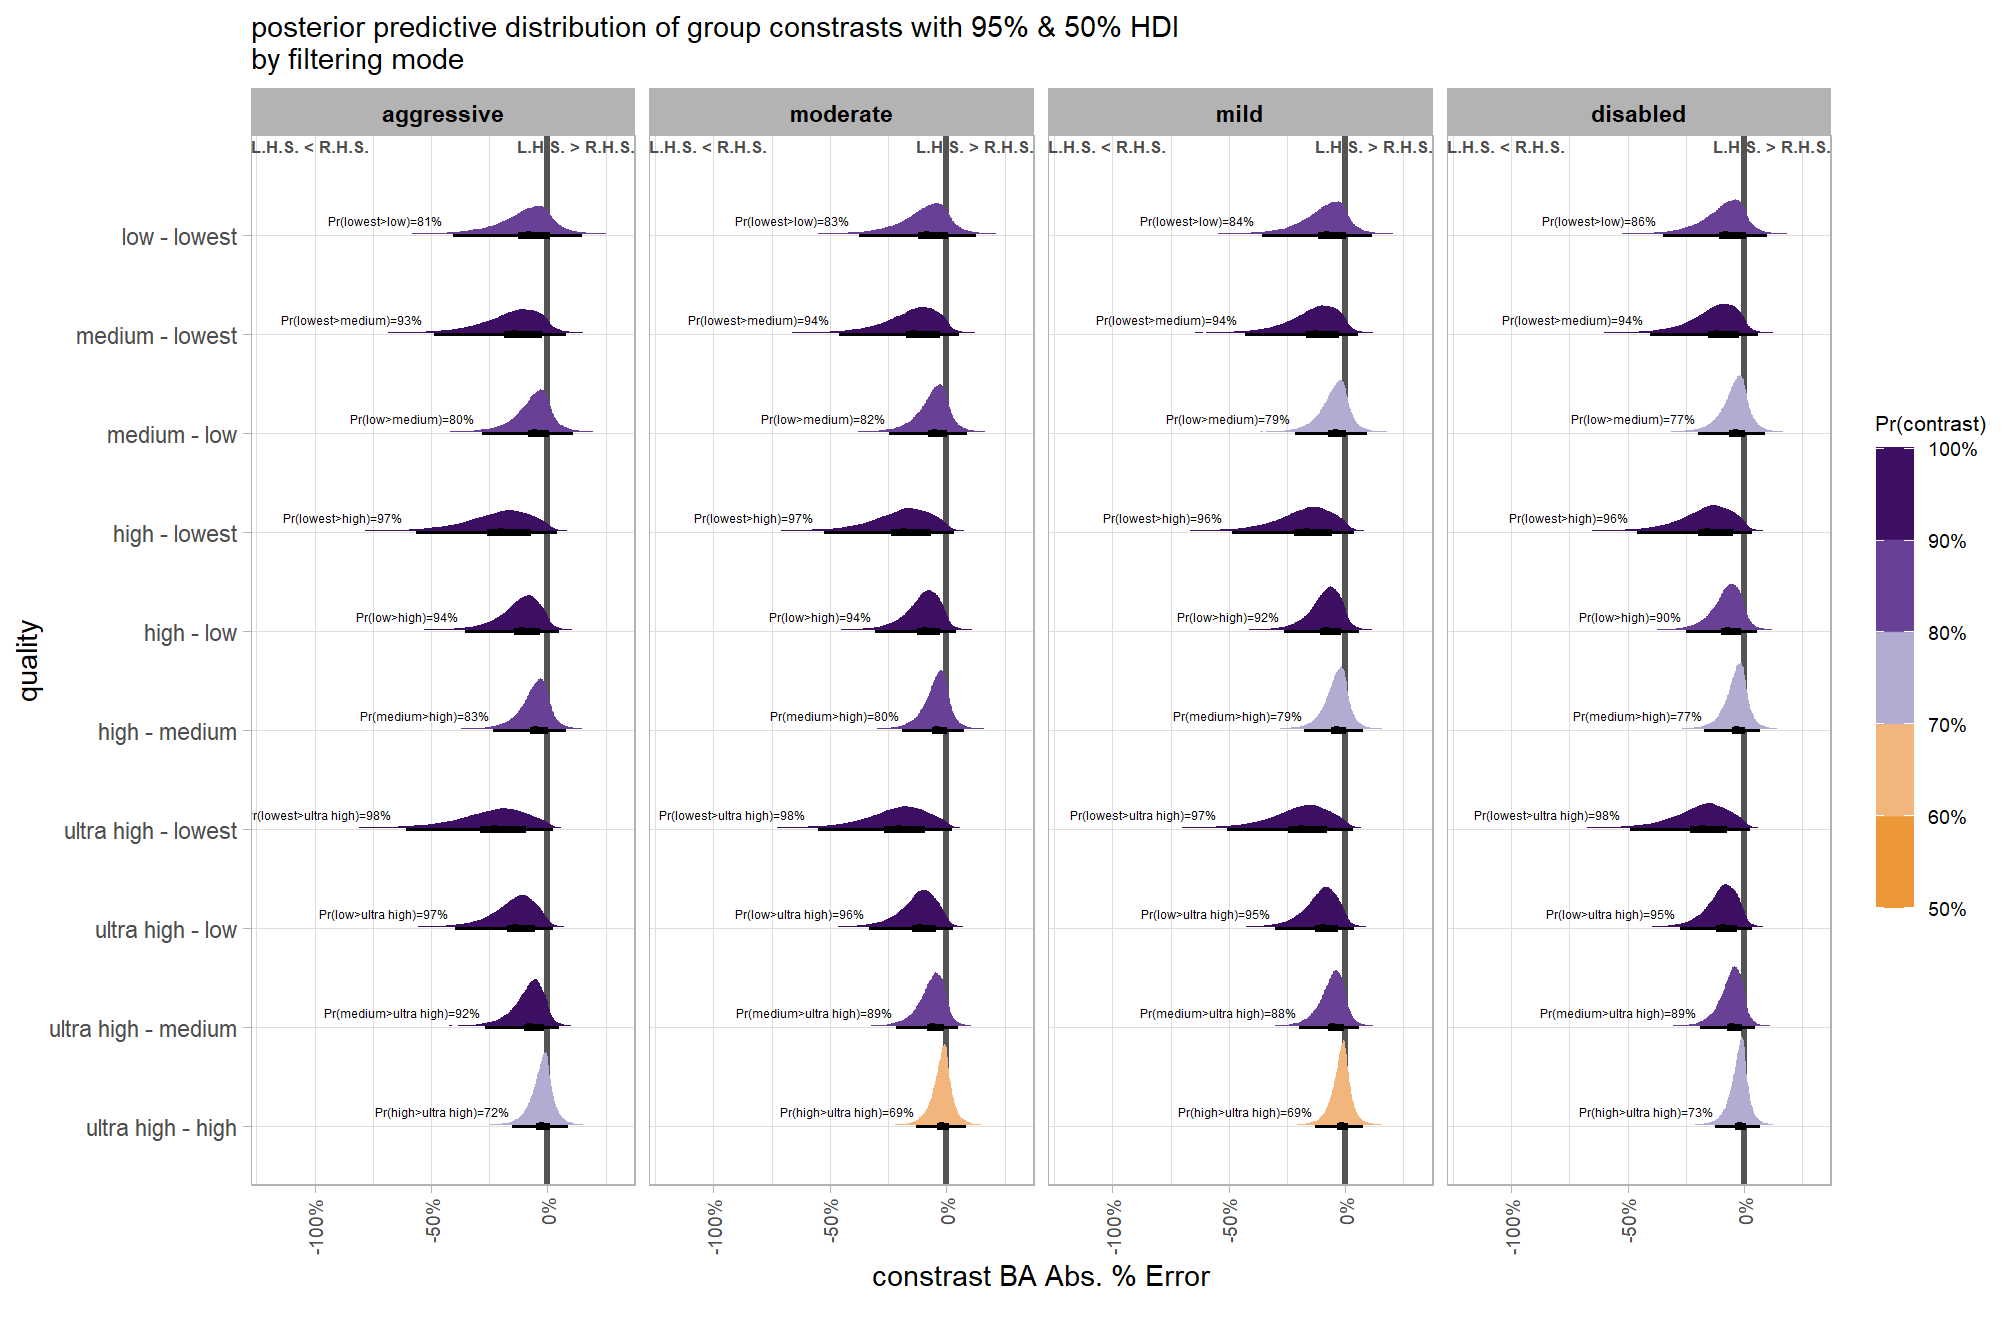 posterior predictive distribution of group constrasts with 95% & 50% HDI
by filtering mode
aggressive moderate mild disabled
L.H.S. < R.H.S. L.H.S. > R.H.S. L.H.S. < R.H.S. L.H.S. > R.H.S. L.H.S. < R.H.S. L.H.S. > R.H.S. L.H.S. < R.H.S. L.H.S. > R.H.S.
low - lowest Pr(lowest>low)=81% Pr(lowest>low)=83% Pr(lowest>low)=84% Pr(lowest>low)=86%
medium - lowest Pr(lowest>medium)=93% Pr(lowest>medium)=94% Pr(lowest>medium)=94% Pr(lowest>medium)=94%
medium - low Pr(low>medium)=80% Pr(low>medium)=82% Pr(low>medium)=79% Pr(low>medium)=77%
high - lowest Pr(lowest>high)=97% Pr(lowest>high)=97% Pr(lowest>high)=96% Pr(lowest>high)=96%
high - low Pr(low>high)=94% Pr(low>high)=94% Pr(low>high)=92% Pr(low>high)=90%
high - medium Pr(medium>high)=83% Pr(medium>high)=80% Pr(medium>high)=79% Pr(medium>high)=77%
ultra high - lowest r(lowest>ultra high)=98% Pr(lowest>ultra high)=98% Pr(lowest>ultra high)=97% Pr(lowest>ultra high)=98%
ultra high - low Pr(low>ultra high)=97% Pr(low>ultra high)=96% Pr(low>ultra high)=95% Pr(low>ultra high)=95%
ultra high - medium Pr(medium>ultra high)=92% Pr(medium>ultra high)=89% Pr(medium>ultra high)=88% Pr(medium>ultra high)=89%
ultra high - high Pr(high>ultra high)=72% Pr(high>ultra high)=69% Pr(high>ultra high)=69% Pr(high>ultra high)=73%
quality
-100% -50% 0% -100% -50% 0% -100% -50% 0% -100% -50% 0%
constrast BA Abs. % Error
Pr(contrast)
100%
90%
80%
70%
60%
50%